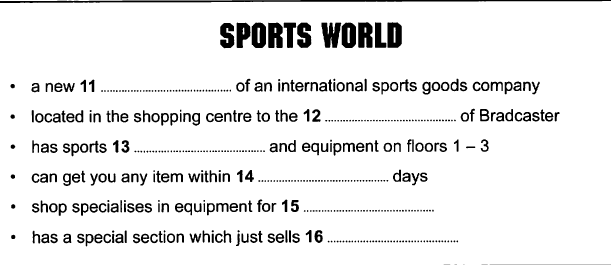 SPORTS WORLD
• a new 11 ........................................ of an international sports goods company
• located in the shopping centre to the 12 ........................................ of Bradcaster
• has sports 13 ........................................ and equipment on floors 1 – 3
• can get you any item within 14 ........................................ days
• shop specialises in equipment for 15 ........................................
• has a special section which just sells 16 ........................................